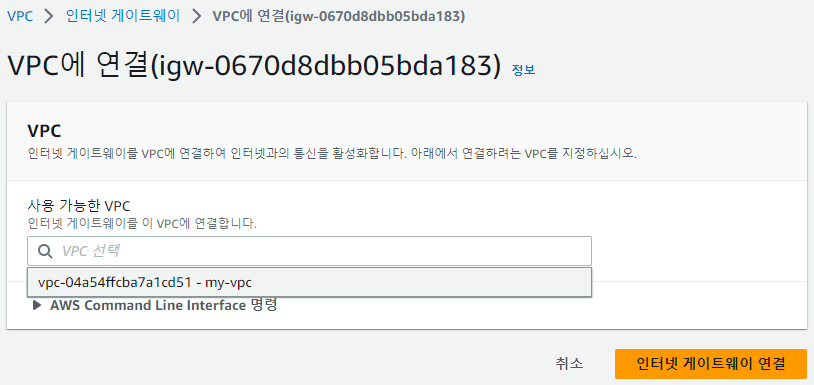 VPC > 인터넷 게이트웨이 > VPC에 연결(igw-0670d8dbb05bda183)
VPC에 연결(igw-0670d8dbb05bda183) 정보
VPC
인터넷 게이트웨이를 VPC에 연결하여 인터넷과의 통신을 활성화합니다. 아래에서 연결하려는 VPC를 지정하십시오.
사용 가능한 VPC
인터넷 게이트웨이를 이 VPC에 연결합니다.
VPC 선택
vpc-04a54ffcba7a1cd51 - my-vpc
AWS Command Line Interface 명령
취소 인터넷 게이트웨이 연결